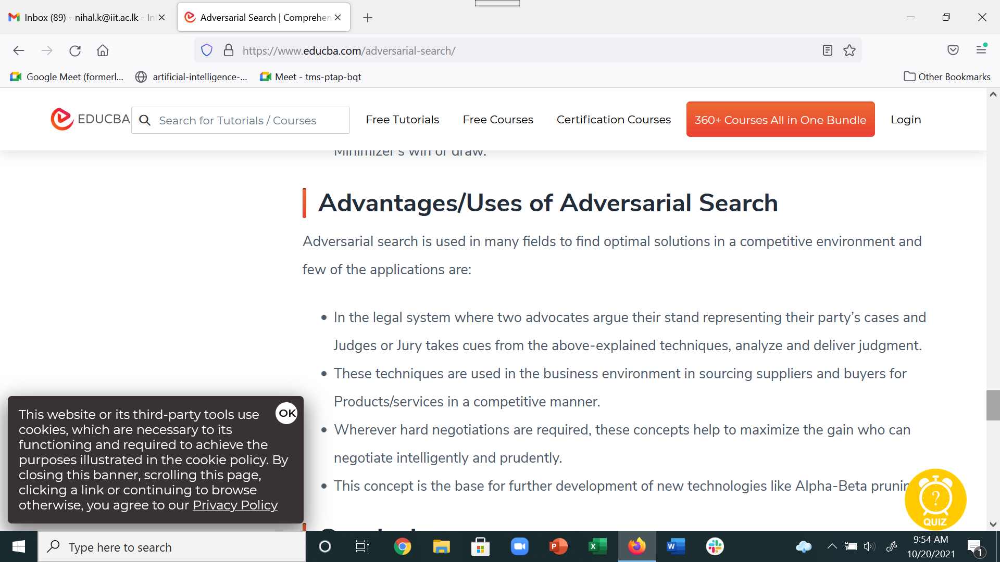 Inbox (89) - nihal.k@iit.ac.lk - In
Adversarial Search | Comprehen
https://www.educba.com/adversarial-search/
Google Meet (formerl...
artificial-intelligence-...
Meet - tms-ptap-bqt
Other Bookmarks
EDUCBA
Search for Tutorials / Courses
Free Tutorials
Free Courses
Certification Courses
360+ Courses All in One Bundle
Login
Minimizer's win or draw.
Advantages/Uses of Adversarial Search
Adversarial search is used in many fields to find optimal solutions in a competitive environment and
few of the applications are:
In the legal system where two advocates argue their stand representing their party’s cases and
Judges or Jury takes cues from the above-explained techniques, analyze and deliver judgment.
These techniques are used in the business environment in sourcing suppliers and buyers for
Products/services in a competitive manner.
Wherever hard negotiations are required, these concepts help to maximize the gain who can
negotiate intelligently and prudently.
This concept is the base for further development of new technologies like Alpha-Beta prunin
This website or its third-party tools use
cookies, which are necessary to its
functioning and required to achieve the
purposes illustrated in the cookie policy. By
closing this banner, scrolling this page,
clicking a link or continuing to browse
otherwise, you agree to our Privacy Policy
OK
?
QUIZ
Type here to search
9:54 AM
10/20/2021
1